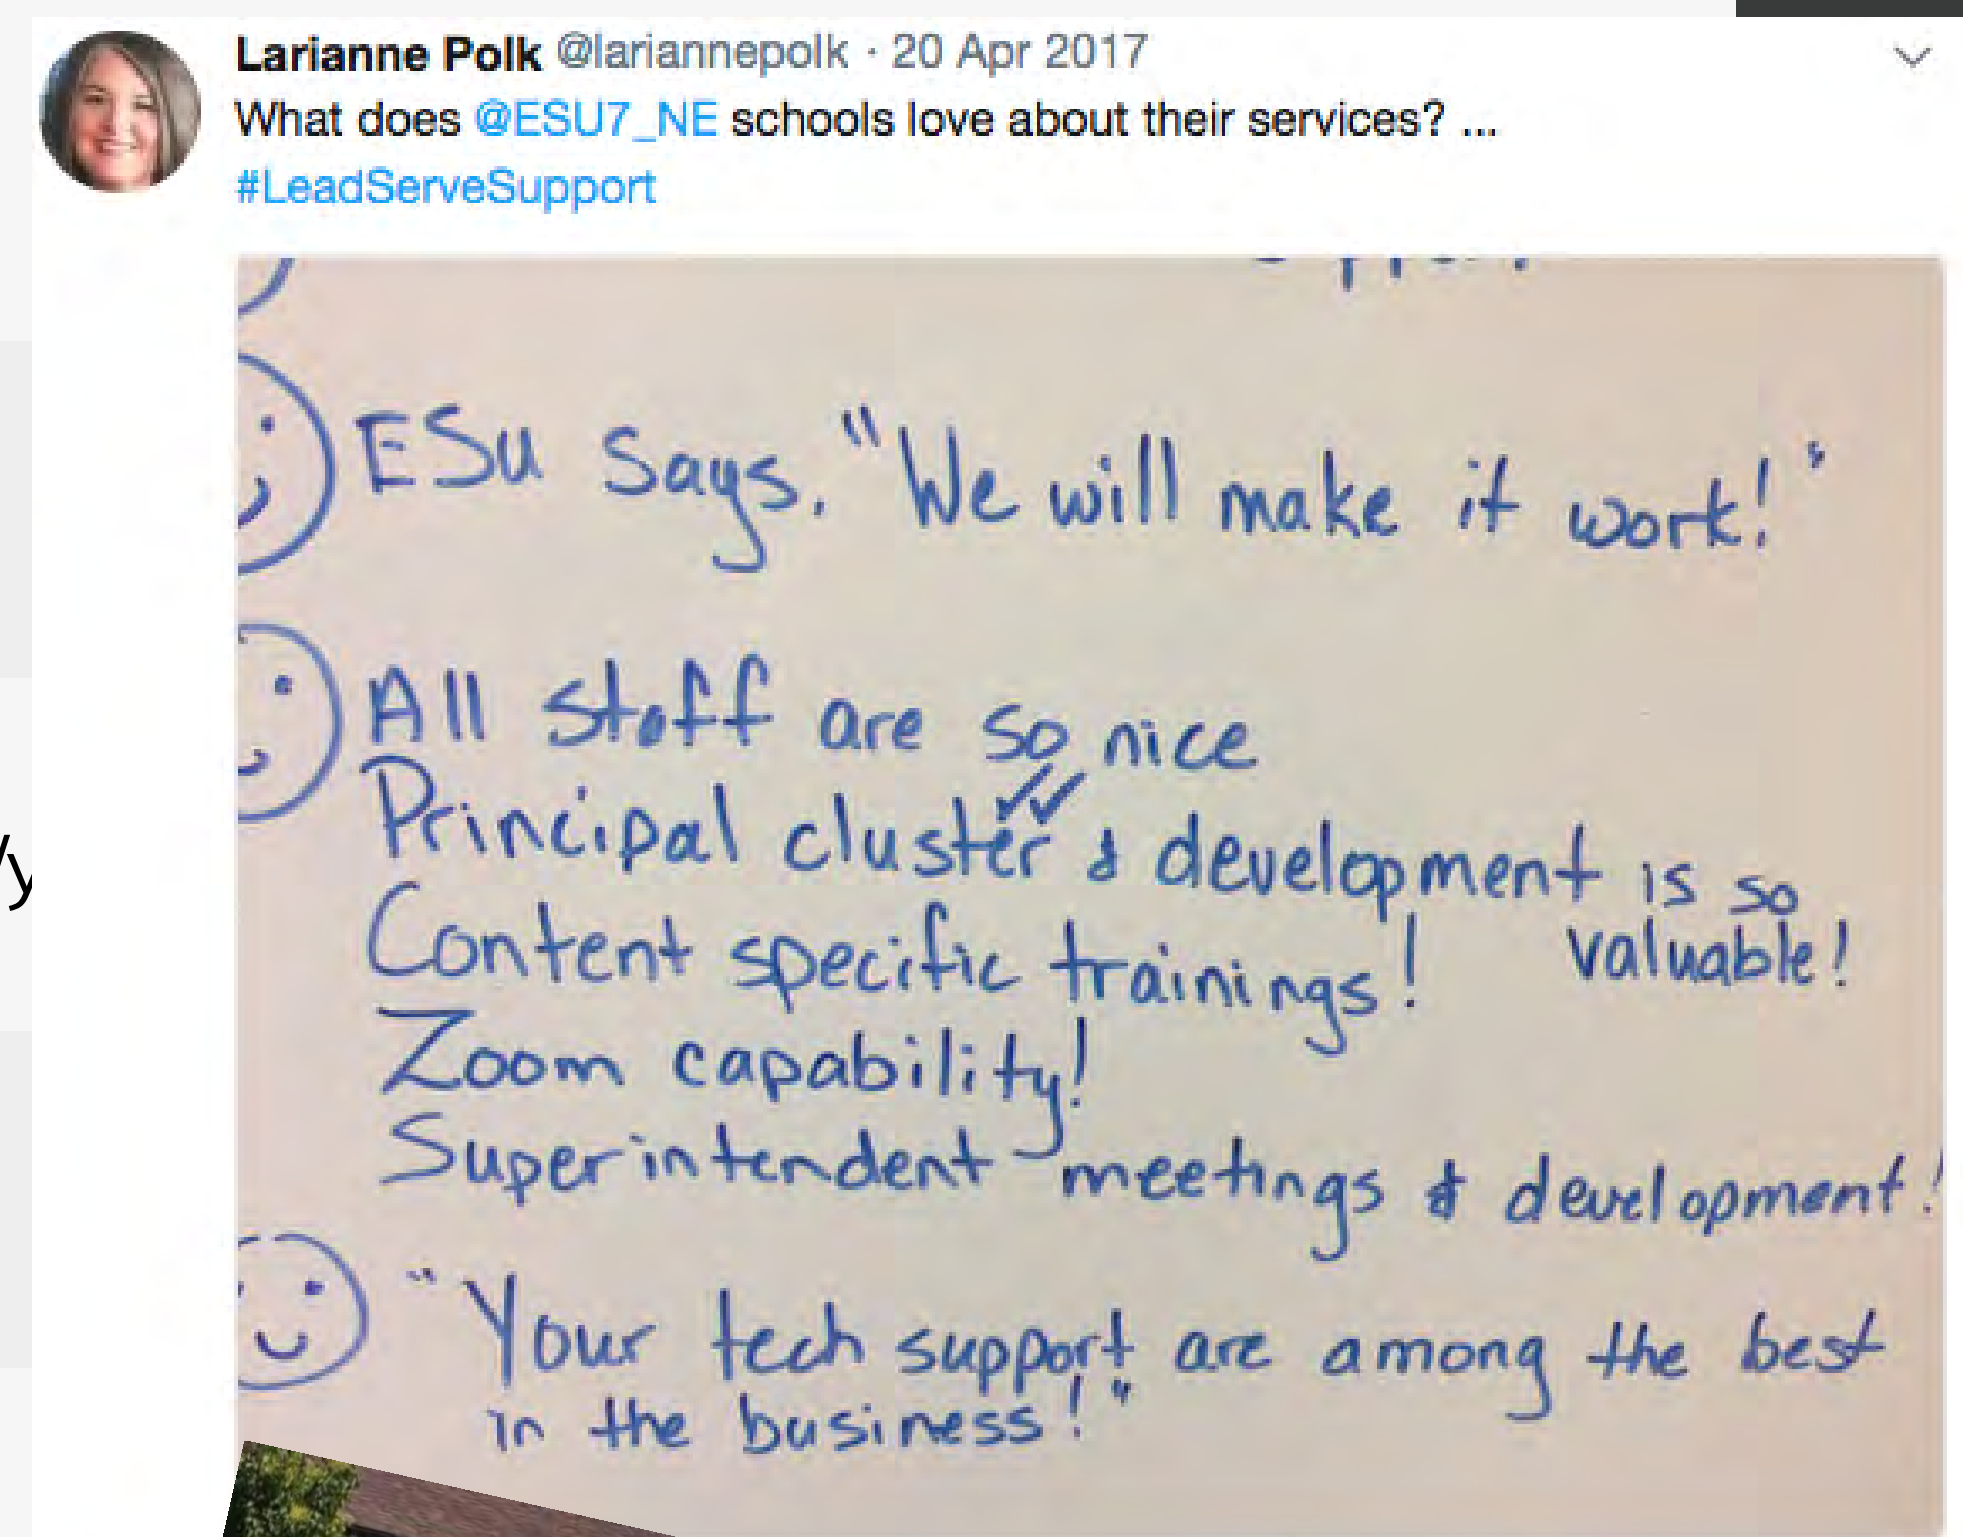 Larianne Polk @lariannepolk · 20 Apr 2017
What does @ESU7_NE schools love about their services? ...
#LeadServeSupport
ESU says, "We will make it work!"
All staff are so nice
Principal cluster & development is so
valuable!
Content specific trainings!
Zoom capability!
Superintendent meetings & development!
"Your tech support are among the best
in the business!"